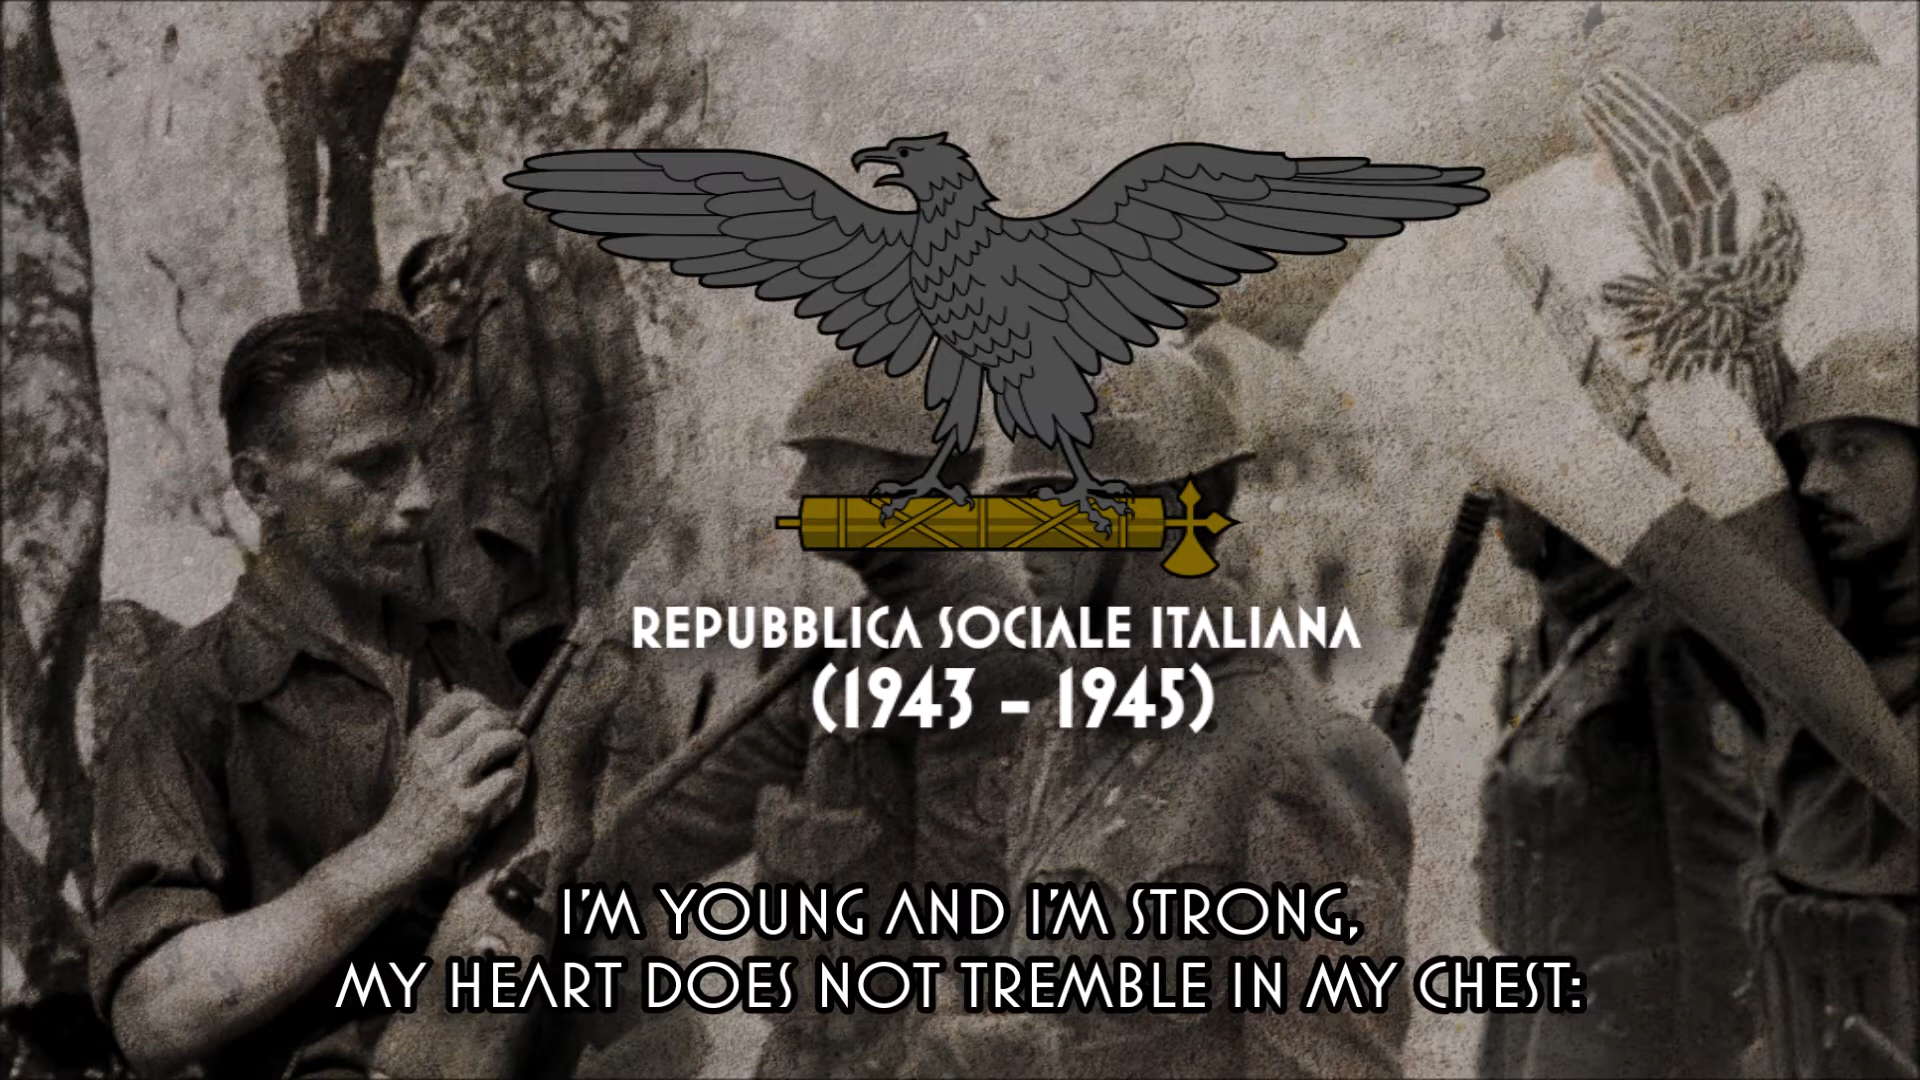 REPUBBLICA SOCIALE ITALIANA
(1943 - 1945)
I'M YOUNG AND I'M STRONG,
MY HEART DOES NOT TREMBLE IN MY CHEST: